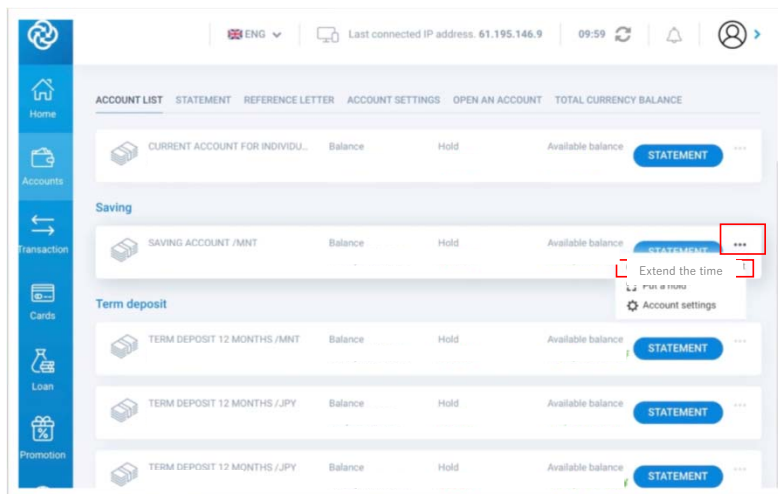 ENG
Last connected IP address. 61.195.146.9
09:59
Home
Accounts
Transaction
Cards
Loan
Promotion
ACCOUNT LIST STATEMENT REFERENCE LETTER ACCOUNT SETTINGS OPEN AN ACCOUNT TOTAL CURRENCY BALANCE
CURRENT ACCOUNT FOR INDIVIDU... Balance Hold Available balance STATEMENT ...
Saving
SAVING ACCOUNT /MNT Balance Hold Available balance STATEMENT ...
Extend the time
Put a hold
Account settings
Term deposit
TERM DEPOSIT 12 MONTHS /MNT Balance Hold Available balance STATEMENT ...
TERM DEPOSIT 12 MONTHS /JPY Balance Hold Available balance STATEMENT ...
TERM DEPOSIT 12 MONTHS /JPY Balance Hold Available balance STATEMENT